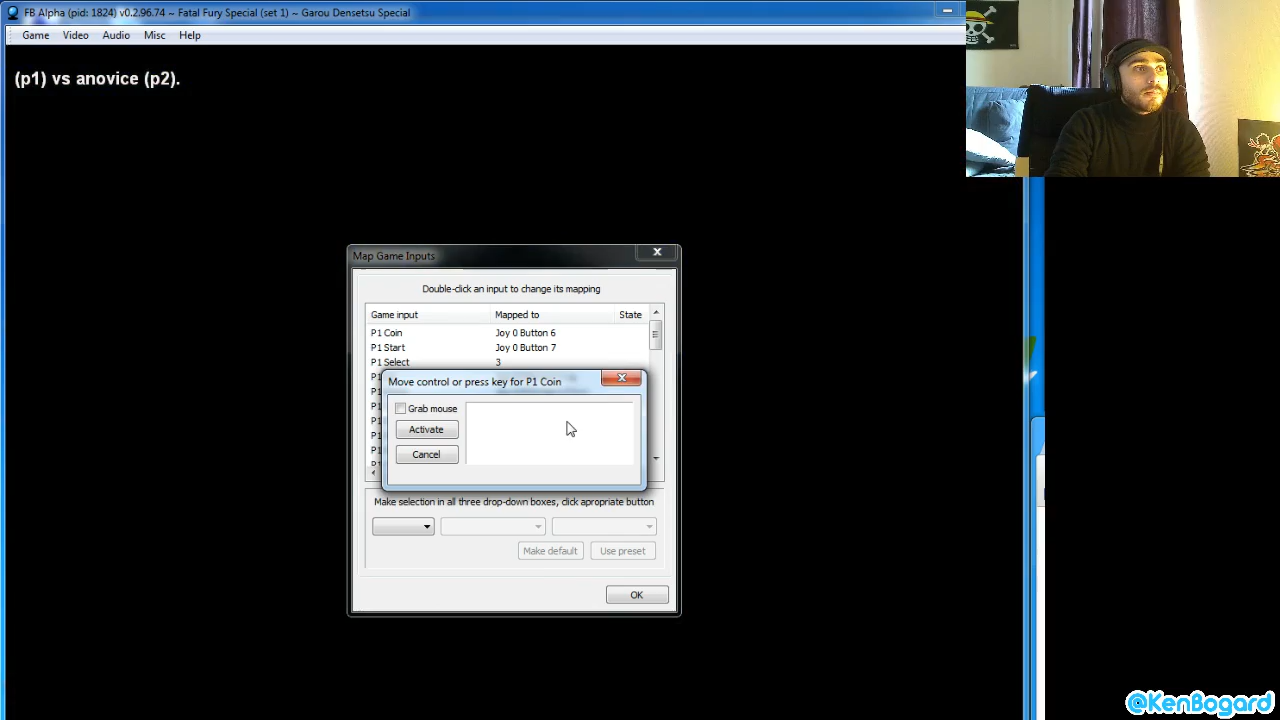 FB Alpha (pid: 1824) v0.2.96.74 ~ Fatal Fury Special (set 1) ~ Garou Densetsu Special
Game Video Audio Misc Help
(p1) vs anovice (p2).
Map Game Inputs
Double-click an input to change its mapping
Game input Mapped to State
P1 Coin Joy 0 Button 6
P1 Start Joy 0 Button 7
P1 Select 3
Move control or press key for P1 Coin
Grab mouse
Activate
Cancel
Make selection in all three drop-down boxes, click apropriate button
Make default Use preset
OK
@KenBogard